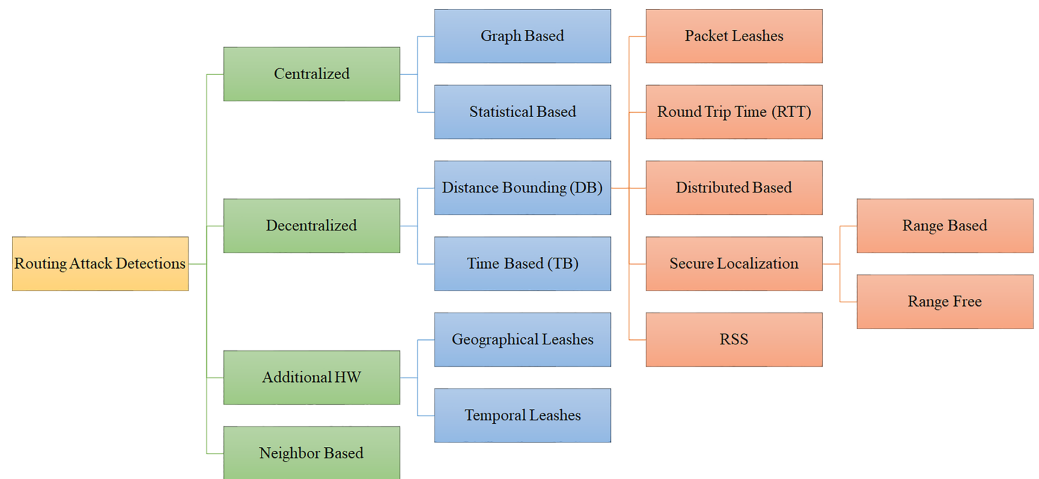 Routing Attack Detections
Centralized
Graph Based
Statistical Based
Decentralized
Distance Bounding (DB)
Packet Leashes
Round Trip Time (RTT)
Distributed Based
Secure Localization
Range Based
Range Free
RSS
Time Based (TB)
Additional HW
Geographical Leashes
Temporal Leashes
Neighbor Based